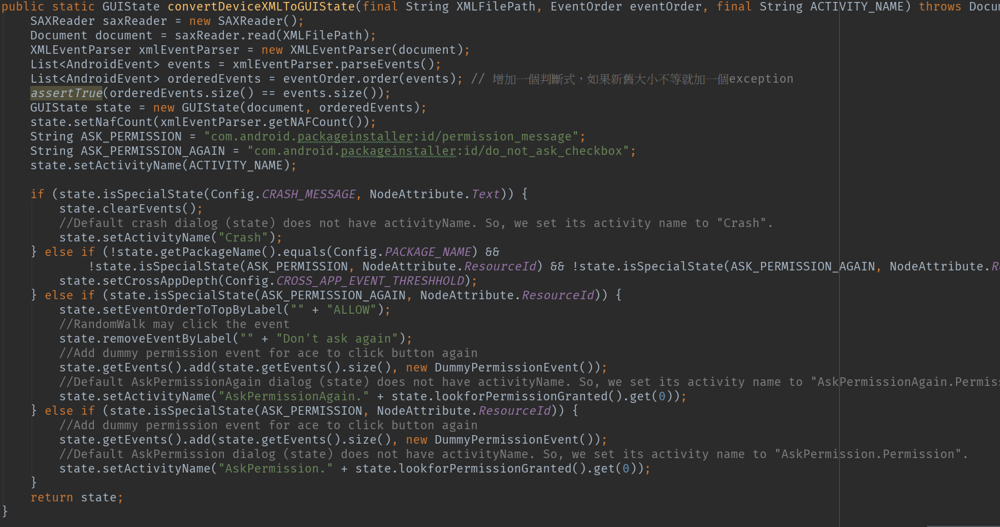 public static GUIState convertDeviceXMLToGUIState(final String XMLFilePath, EventOrder eventOrder, final String ACTIVITY_NAME) throws
SAXReader saxReader = new SAXReader();
Document document = saxReader.read(XMLFilePath);
XMLEventParser xmlEventParser = new XMLEventParser(document);
List<AndroidEvent> events = xmlEventParser.parseEvents();
List<AndroidEvent> orderedEvents = eventOrder.order(events); // 增加一個判斷式，如果新舊大小不等就加一個exception
assertTrue(orderedEvents.size() == events.size());
GUIState state = new GUIState(document, orderedEvents);
state.setNafCount(xmlEventParser.getNAFCount());
String ASK_PERMISSION = "com.android.packageinstaller:id/permission_message";
String ASK_PERMISSION_AGAIN = "com.android.packageinstaller:id/do_not_ask_checkbox";
state.setActivityName(ACTIVITY_NAME);
if (state.isSpecialState(Config.CRASH_MESSAGE, NodeAttribute.Text)) {
state.clearEvents();
//Default crash dialog (state) does not have activityName. So, we set its activity name to "Crash".
state.setActivityName("Crash");
} else if (!state.getPackageName().equals(Config.PACKAGE_NAME) &&
!state.isSpecialState(ASK_PERMISSION, NodeAttribute.ResourceId) && !state.isSpecialState(ASK_PERMISSION_AGAIN, NodeAttribute.
state.setCrossAppDepth(Config.CROSS_APP_EVENT_THRESHHOLD);
} else if (state.isSpecialState(ASK_PERMISSION_AGAIN, NodeAttribute.ResourceId)) {
state.setEventOrderToTopByLabel("" + "ALLOW");
//RandomWalk may click the event
state.removeEventByLabel("" + "Don't ask again");
//Add dummy permission event for ace to click button again
state.getEvents().add(state.getEvents().size(), new DummyPermissionEvent());
//Default AskPermissionAgain dialog (state) does not have activityName. So, we set its activity name to "AskPermissionAgain.
state.setActivityName("AskPermissionAgain." + state.lookforPermissionGranted().get(0));
} else if (state.isSpecialState(ASK_PERMISSION, NodeAttribute.ResourceId)) {
//Add dummy permission event for ace to click button again
state.getEvents().add(state.getEvents().size(), new DummyPermissionEvent());
//Default AskPermission dialog (state) does not have activityName. So, we set its activity name to "AskPermission.Permission".
state.setActivityName("AskPermission." + state.lookforPermissionGranted().get(0));
}
return state;
}